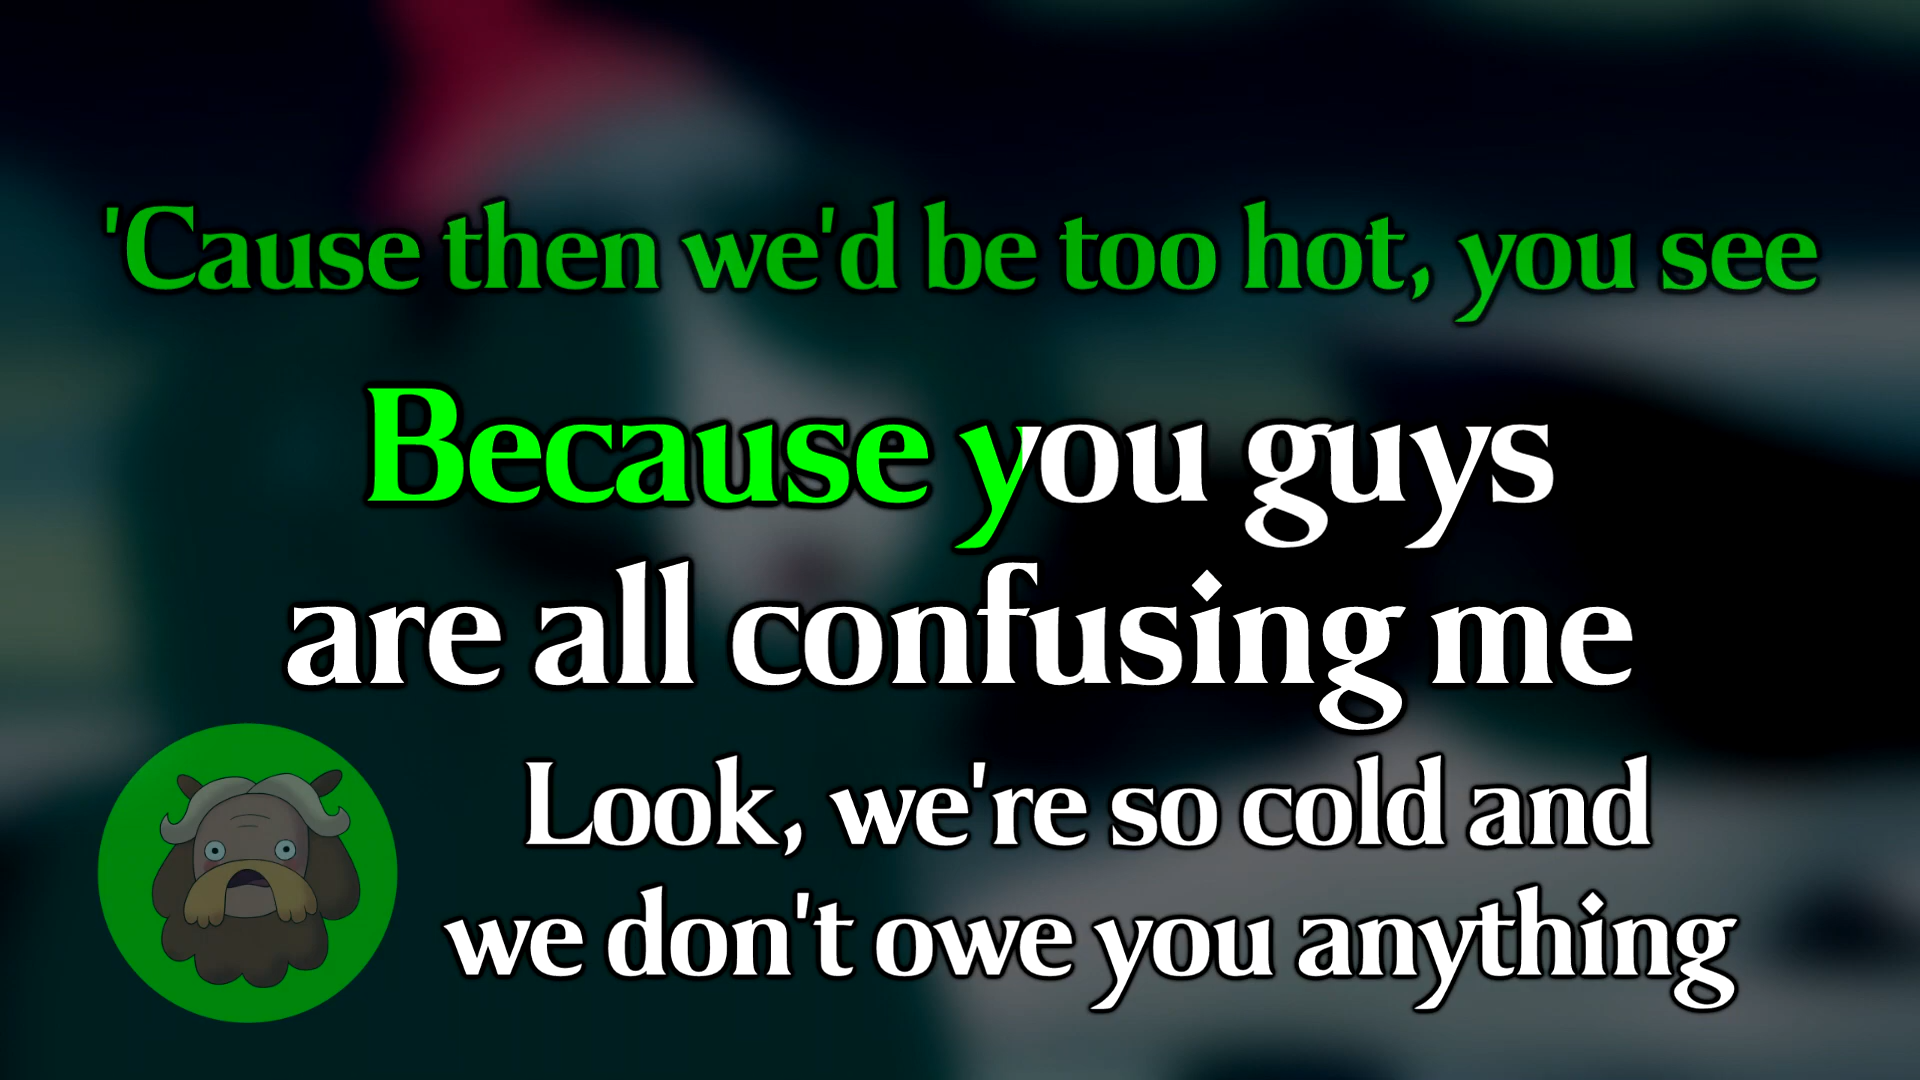 'Cause then we'd be too hot, you see
Because you guys
are all confusing me
Look, we're so cold and
we don't owe you anything